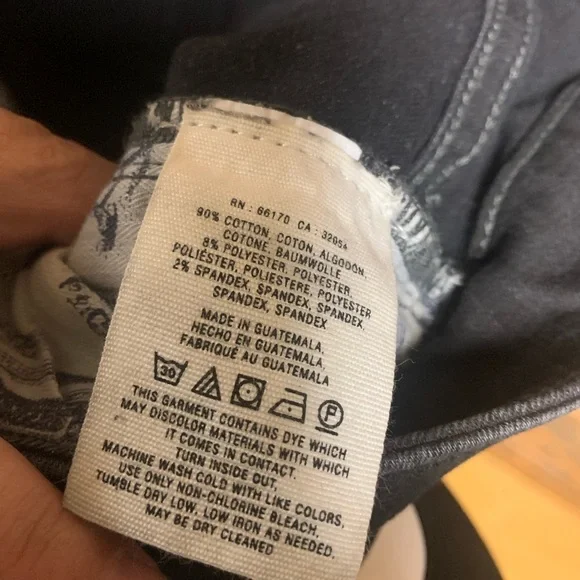 RN : 66170 CA : 32054
90% COTTON, COTON, ALGODON,
COTONE, BAUMWOLLE
8% POLYESTER, POLYESTER,
POLIÉSTER, POLIESTERE, POLYESTER
2% SPANDEX, SPANDEX, SPANDEX,
SPANDEX, SPANDEX
MADE IN GUATEMALA
HECHO EN GUATEMALA,
FABRIQUÉ AU GUATEMALA
30 P
THIS GARMENT CONTAINS DYE WHICH
MAY DISCOLOR MATERIALS WITH WHICH
IT COMES IN CONTACT.
TURN INSIDE OUT.
MACHINE WASH COLD WITH LIKE COLORS,
USE ONLY NON-CHLORINE BLEACH.
TUMBLE DRY LOW, LOW IRON AS NEEDED.
MAY BE DRY CLEANED